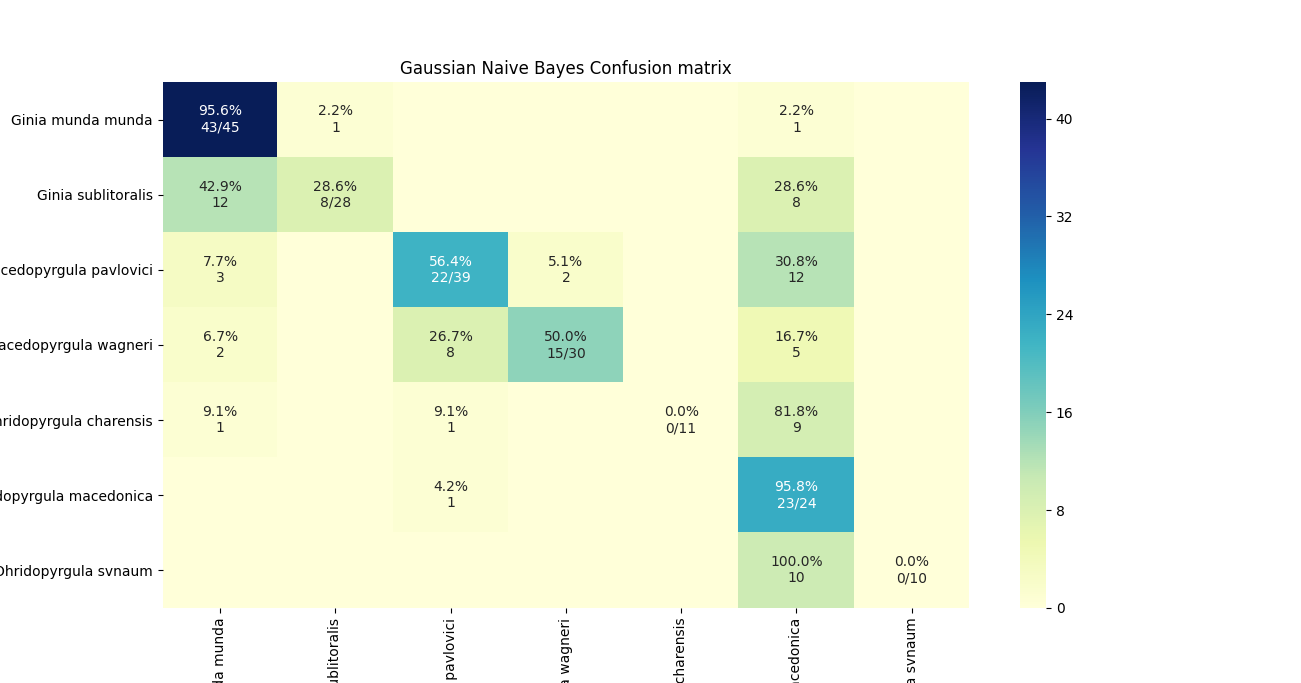 Gaussian Naive Bayes Confusion matrix
Ginia munda munda
95.6% 2.2% 2.2%
43/45 1 1
40
Ginia sublitoralis
42.9% 28.6% 28.6%
12 8/28 8
32
cedopyrgula pavlovici
7.7% 56.4% 5.1% 30.8%
3 22/39 2 12
24
acedopyrgula wagneri
6.7% 26.7% 50.0% 16.7%
2 8 15/30 5
16
hridopyrgula charensis
9.1% 9.1% 0.0% 81.8%
1 1 0/11 9
dopyrgula macedonica
4.2% 95.8%
1 23/24
8
Ohridopyrgula svnaum
100.0% 0.0%
10 0/10
0
da munda
ublitoralis
pavlovici
a wagneri
charensis
cedonica
a svnaum